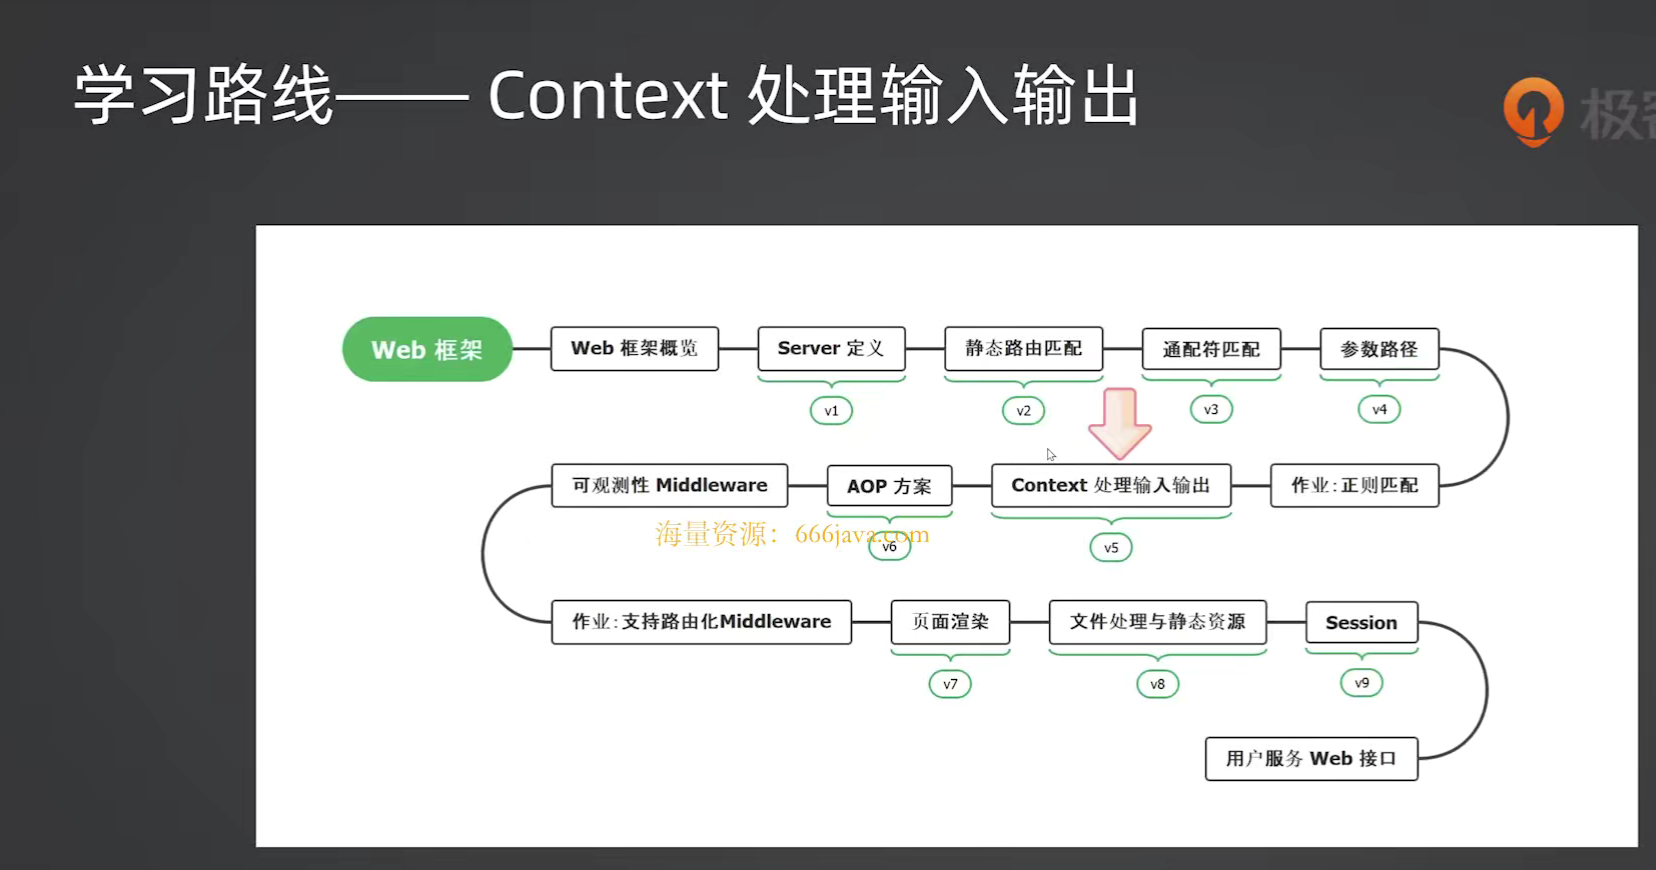 学习路线—— Context 处理输入输出
极客
Web 框架
Web 框架概览
Server 定义
静态路由匹配
通配符匹配
参数路径
v1
v2
v3
v4
可观测性 Middleware
AOP 方案
Context 处理输入输出
作业:正则匹配
海量资源：666java.com
v6
v5
作业:支持路由化Middleware
页面渲染
文件处理与静态资源
Session
v7
v8
v9
用户服务 Web 接口